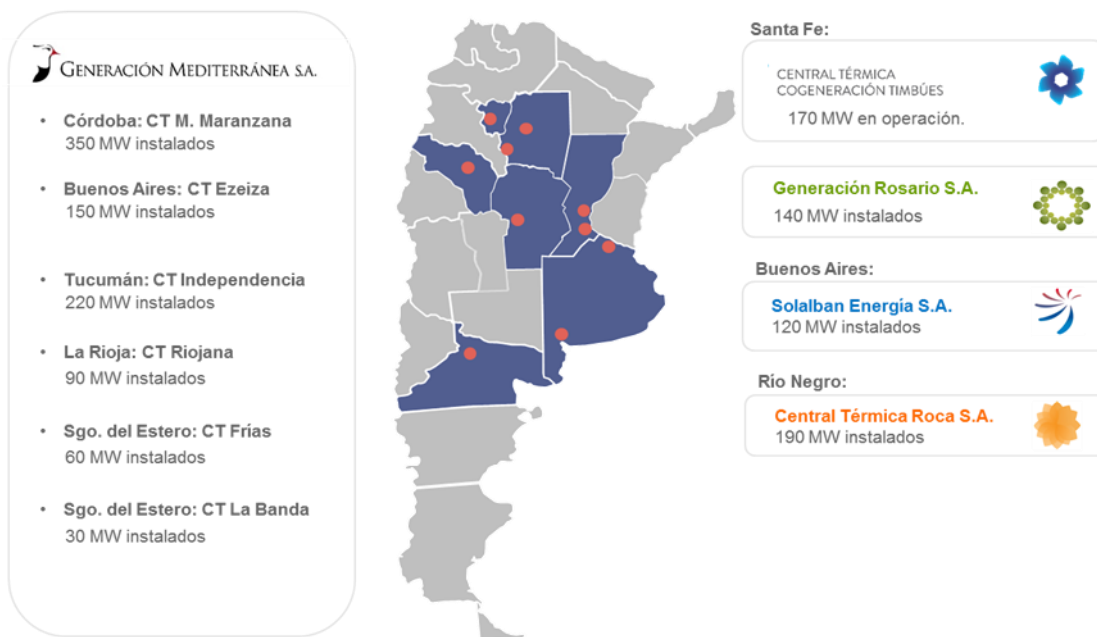 GENERACIÓN MEDITERRÁNEA S.A.
• Córdoba: CT M. Maranzana
350 MW instalados
• Buenos Aires: CT Ezeiza
150 MW instalados
• Tucumán: CT Independencia
220 MW instalados
• La Rioja: CT Riojana
90 MW instalados
• Sgo. del Estero: CT Frías
60 MW instalados
• Sgo. del Estero: CT La Banda
30 MW instalados
Santa Fe:
CENTRAL TÉRMICA
COGENERACIÓN TIMBÚES
170 MW en operación.
Generación Rosario S.A.
140 MW instalados
Buenos Aires:
Solalban Energía S.A.
120 MW instalados
Río Negro:
Central Térmica Roca S.A.
190 MW instalados